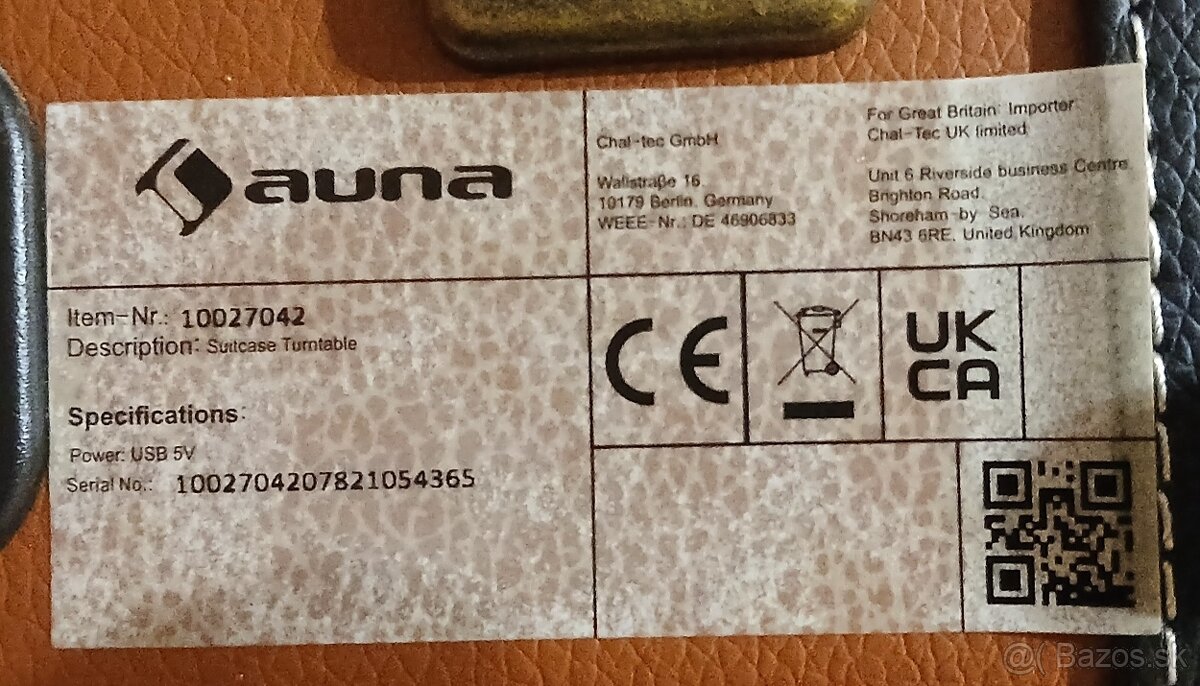 auna
Chal-tec GmbH
Wallstraße 16
10179 Berlin, Germany
WEEE-Nr.: DE 46906833
For Great Britain: Importer
Chal-Tec UK limited
Unit 6 Riverside business Centre
Brighton Road.
Shoreham-by Sea.
BN43 6RE, United Kingdom
Item-Nr.: 10027042
Description: Suitcase Turntable
Specifications:
Power: USB 5V
Serial No.: 1002704207821054365
CE
UK
CA
@( Bazos.sk